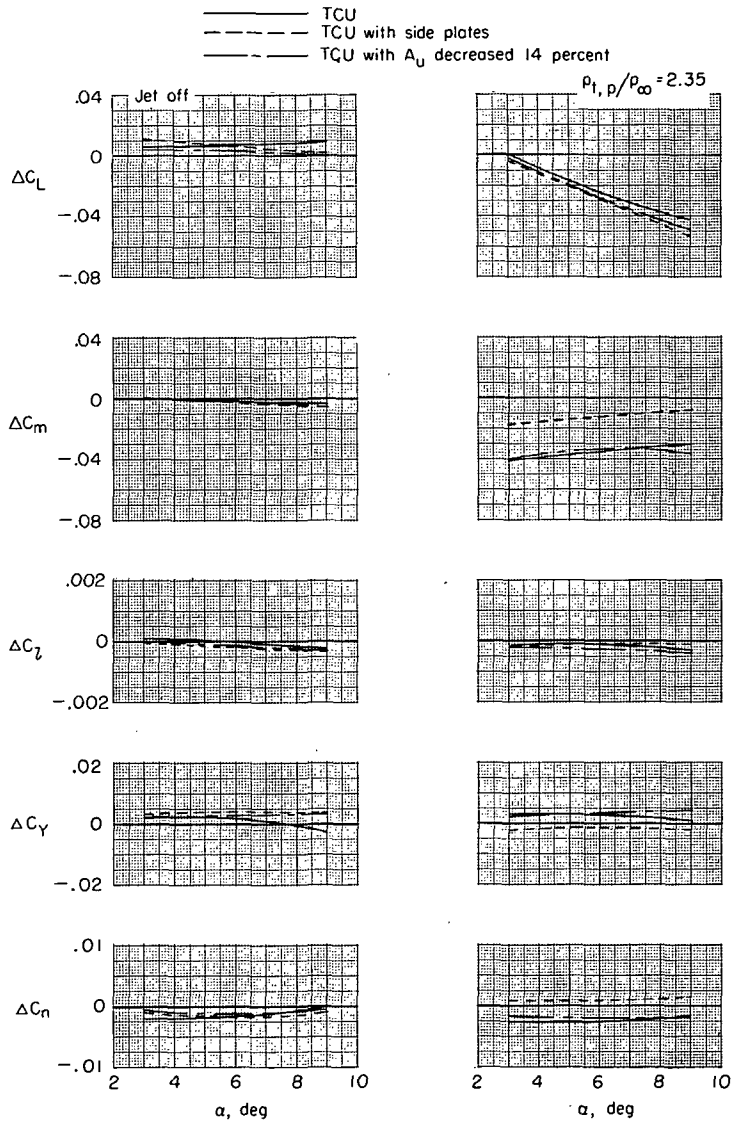 TCU
TCU with side plates
TCU with A_u decreased 14 percent
Jet off
p_t,p/p_∞ = 2.35
.04
0
ΔC_L
-.04
-.08
.04
0
ΔC_m
-.04
-.08
.002
0
ΔC_l
-.002
.02
0
ΔC_Y
-.02
.01
0
ΔC_n
-.01
2 4 6 8 10 2 4 6 8 10
α, deg α, deg